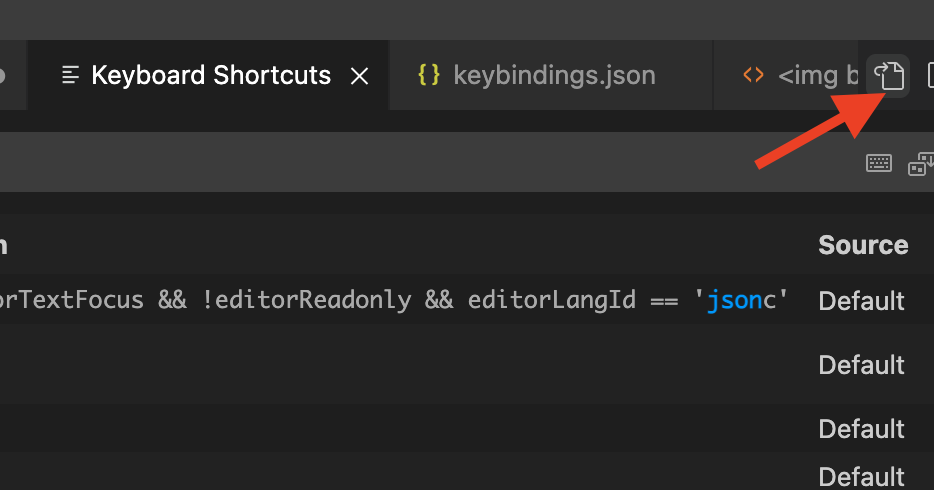 Keyboard Shortcuts
{} keybindings.json
<> <img b
Source
orTextFocus && !editorReadonly && editorLangId == 'jsonc' Default
Default
Default
Default